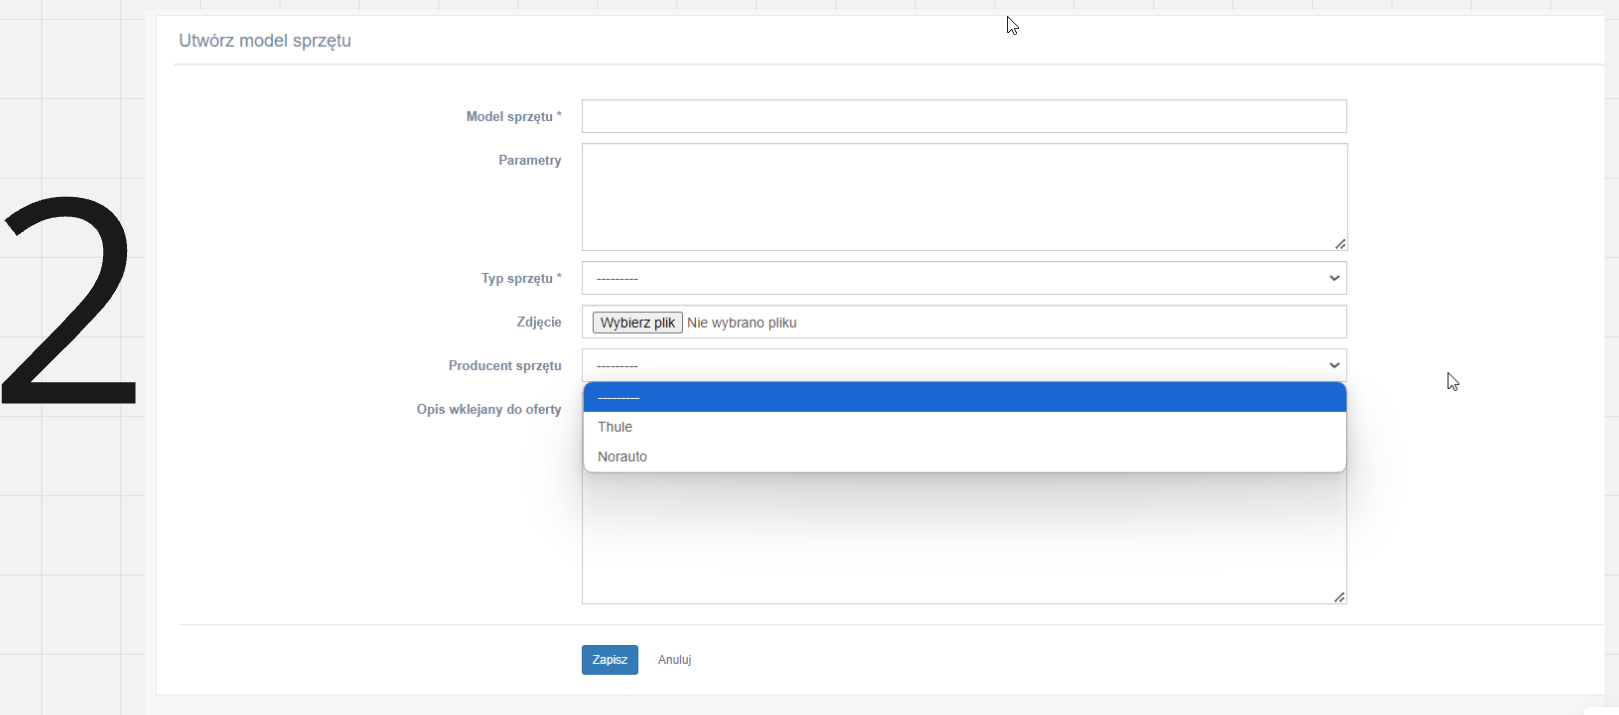 Utwórz model sprzętu
2
Model sprzętu *
Parametry
Typ sprzętu * ---------
Zdjęcie Wybierz plik Nie wybrano pliku
Producent sprzętu ---------
---------
Opis wklejany do oferty
Thule
Norauto
Zapisz Anuluj